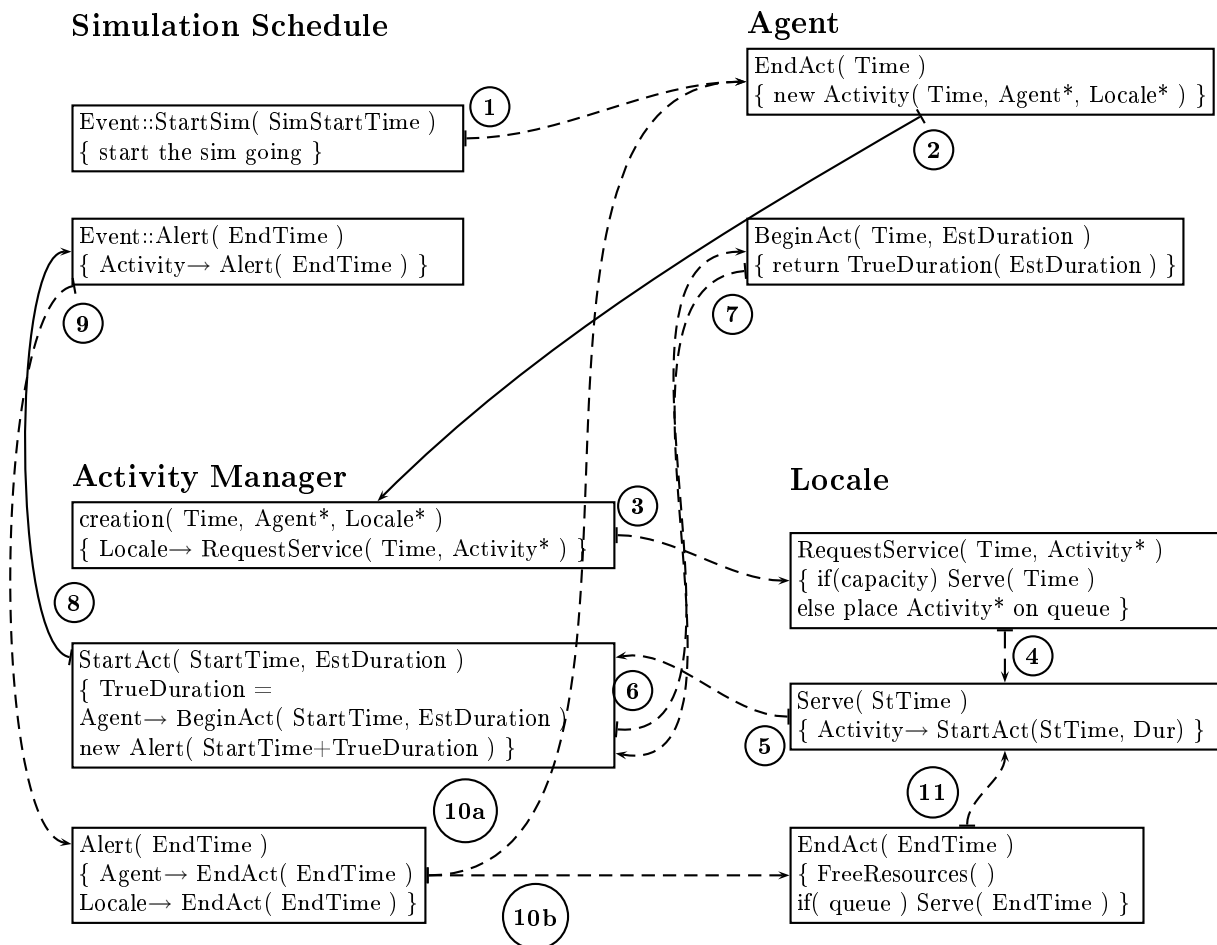 Simulation Schedule
Event::StartSim( SimStartTime )
{ start the sim going }
1
Event::Alert( EndTime )
{ Activity→ Alert( EndTime ) }
9
Agent
EndAct( Time )
{ new Activity( Time, Agent*, Locale* ) }
2
BeginAct( Time, EstDuration )
{ return TrueDuration( EstDuration ) }
7
Activity Manager
creation( Time, Agent*, Locale* )
{ Locale→ RequestService( Time, Activity* ) }
3
8
StartAct( StartTime, EstDuration )
{ TrueDuration =
Agent→ BeginAct( StartTime, EstDuration )
new Alert( StartTime+TrueDuration ) }
6
10a
Alert( EndTime )
{ Agent→ EndAct( EndTime )
Locale→ EndAct( EndTime ) }
10b
Locale
RequestService( Time, Activity* )
{ if(capacity) Serve( Time )
else place Activity* on queue }
4
Serve( StTime )
{ Activity→ StartAct(StTime, Dur) }
5
11
EndAct( EndTime )
{ FreeResources( )
if( queue ) Serve( EndTime ) }